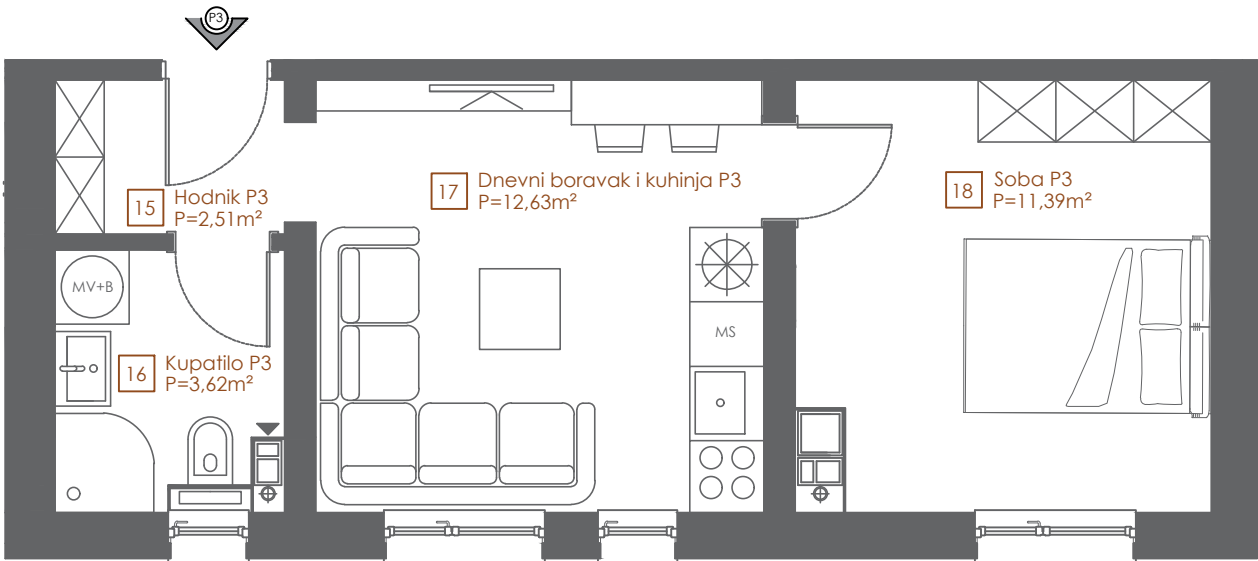 P3
15
Hodnik P3
P=2,51m²
17
Dnevni boravak i kuhinja P3
P=12,63m²
18
Soba P3
P=11,39m²
MV+B
MS
16
Kupatilo P3
P=3,62m²